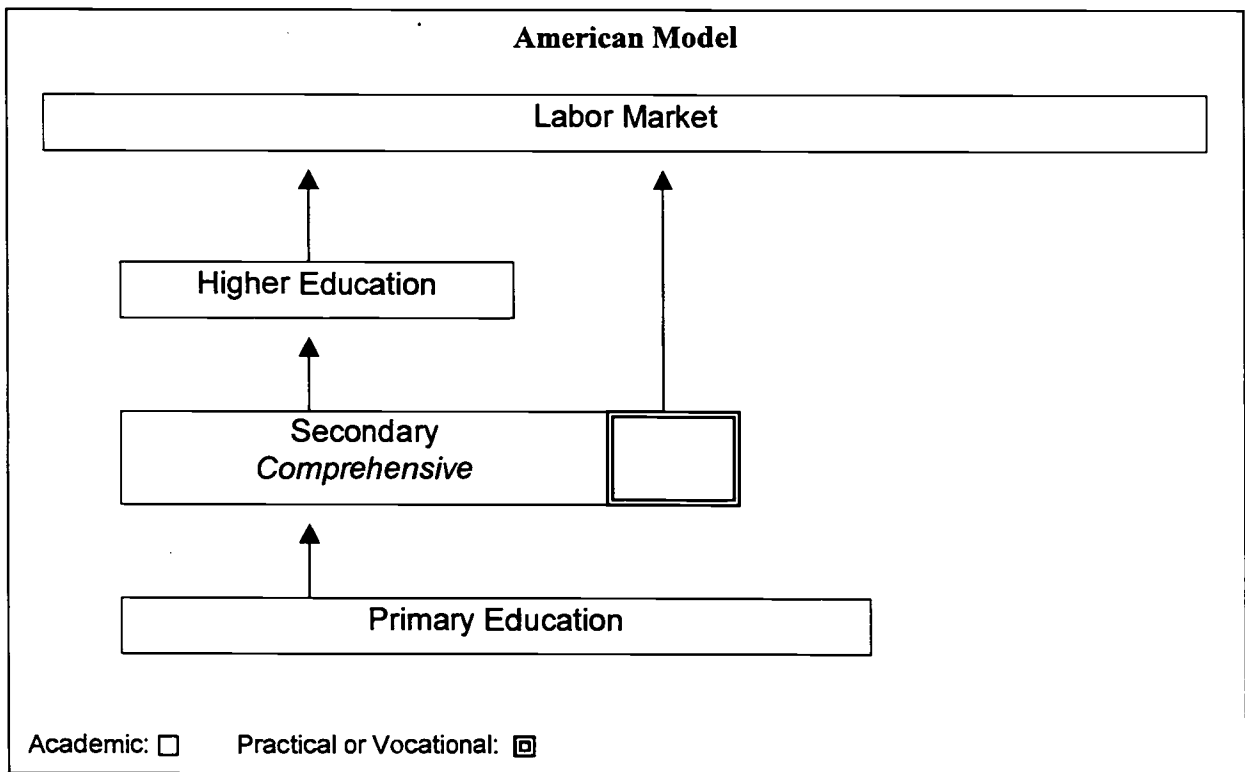 American Model
Labor Market
Higher Education
Secondary
Comprehensive
Primary Education
Academic: Practical or Vocational: